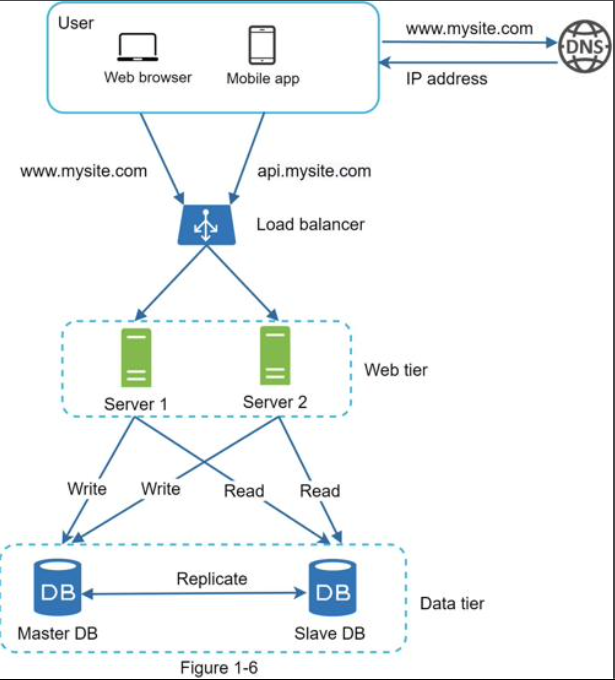 User
www.mysite.com
DNS
Web browser
Mobile app
IP address
www.mysite.com
api.mysite.com
Load balancer
Web tier
Server 1
Server 2
Write
Write
Read
Read
Replicate
DB
DB
Data tier
Master DB
Slave DB
Figure 1-6